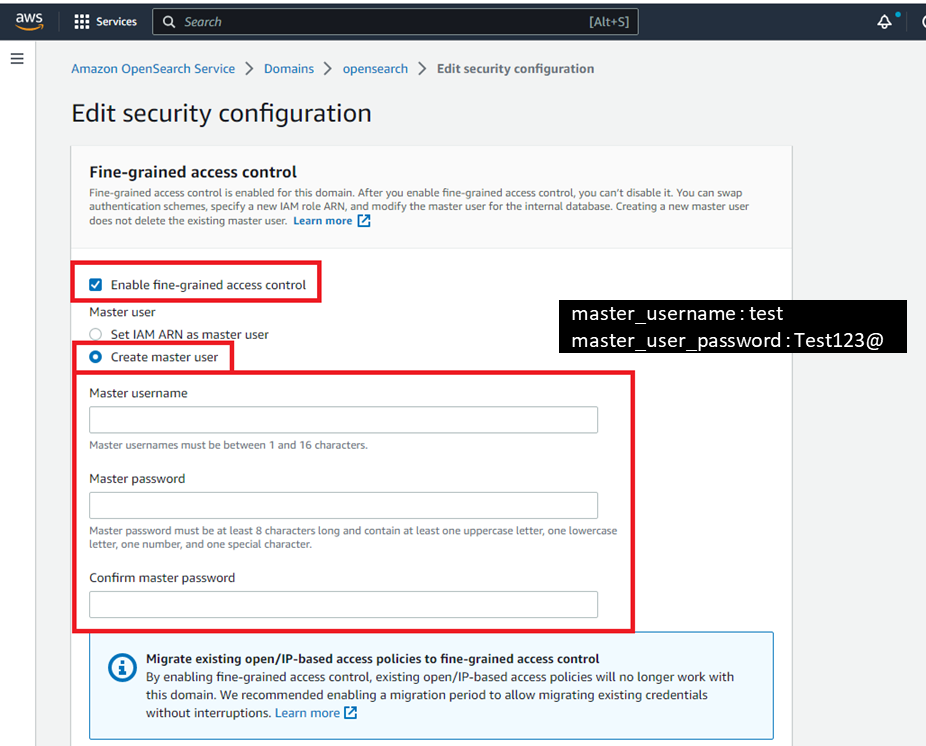 aws Services Search [Alt+S]
Amazon OpenSearch Service Domains opensearch Edit security configuration
Edit security configuration
Fine-grained access control
Fine-grained access control is enabled for this domain. After you enable fine-grained access control, you can't disable it. You can swap
authentication schemes, specify a new IAM role ARN, and modify the master user for the internal database. Creating a new master user
does not delete the existing master user. Learn more
Enable fine-grained access control
Master user
Set IAM ARN as master user
Create master user
master_username : test
master_user_password : Test123@
Master username
Master usernames must be between 1 and 16 characters.
Master password
Master password must be at least 8 characters long and contain at least one uppercase letter, one lowercase
letter, one number, and one special character.
Confirm master password
Migrate existing open/IP-based access policies to fine-grained access control
By enabling fine-grained access control, existing open/IP-based access policies will no longer work with
this domain. We recommended enabling a migration period to allow migrating existing credentials
without interruptions. Learn more